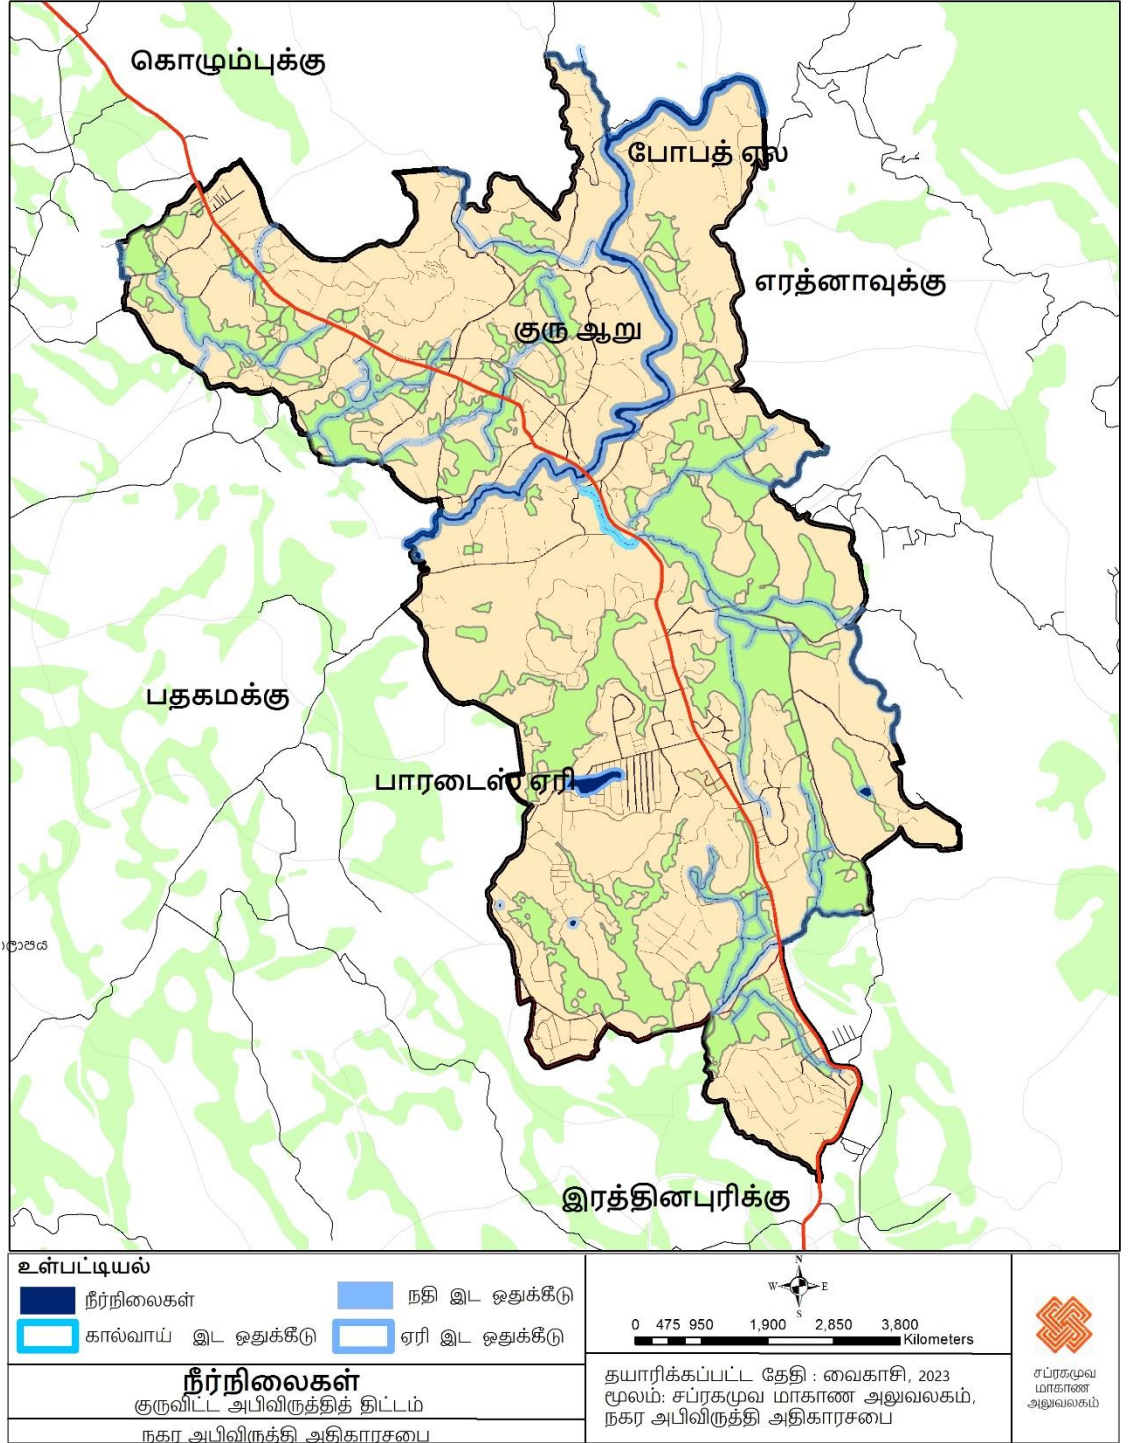 கொழும்புக்கு
போபத் எல
எரத்னாவுக்கு
குரு ஆறு
பதகமக்கு
பாரடைஸ் ஏரி
இரத்தினபுரிக்கு
உள்பட்டியல்
நீர்நிலைகள்
நதி இட ஒதுக்கீடு
கால்வாய் இட ஒதுக்கீடு
ஏரி இட ஒதுக்கீடு
நீர்நிலைகள்
குருவிட்ட அபிவிருத்தித் திட்டம்
நகர அபிவிருத்தி அதிகாரசபை
N
W E
S
0 475 950 1,900 2,850 3,800
Kilometers
தயாரிக்கப்பட்ட தேதி : வைகாசி, 2023
மூலம்: சப்ரகமுவ மாகாண அலுவலகம்,
நகர அபிவிருத்தி அதிகாரசபை
சப்ரகமுவ
மாகாண
அலுவலகம்